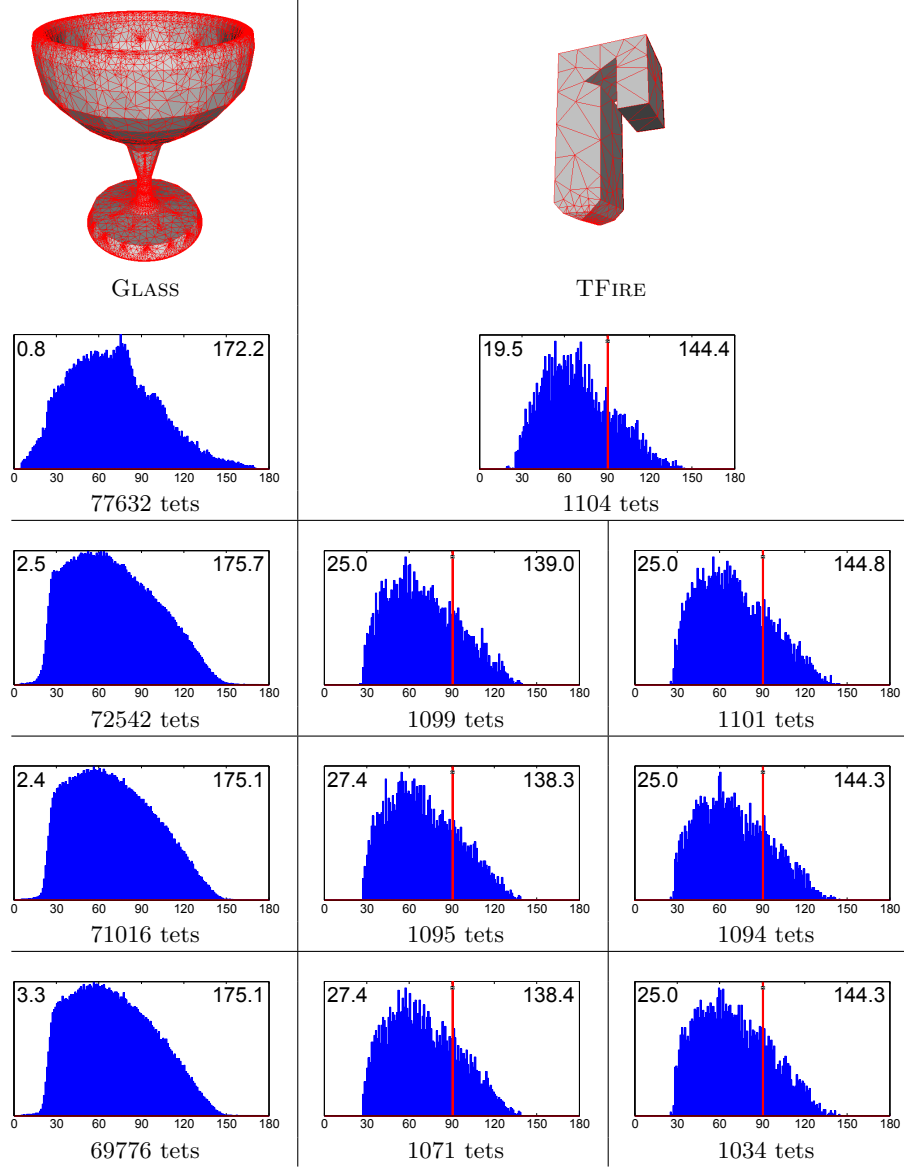 GLASS
TFIRE
0.8 172.2
0 30 60 90 120 150 180
77632 tets
19.5 144.4
0 30 60 90 120 150 180
1104 tets
2.5 175.7
0 30 60 90 120 150 180
72542 tets
25.0 139.0
0 30 60 90 120 150 180
1099 tets
25.0 144.8
0 30 60 90 120 150 180
1101 tets
2.4 175.1
0 30 60 90 120 150 180
71016 tets
27.4 138.3
0 30 60 90 120 150 180
1095 tets
25.0 144.3
0 30 60 90 120 150 180
1094 tets
3.3 175.1
0 30 60 90 120 150 180
69776 tets
27.4 138.4
0 30 60 90 120 150 180
1071 tets
25.0 144.3
0 30 60 90 120 150 180
1034 tets